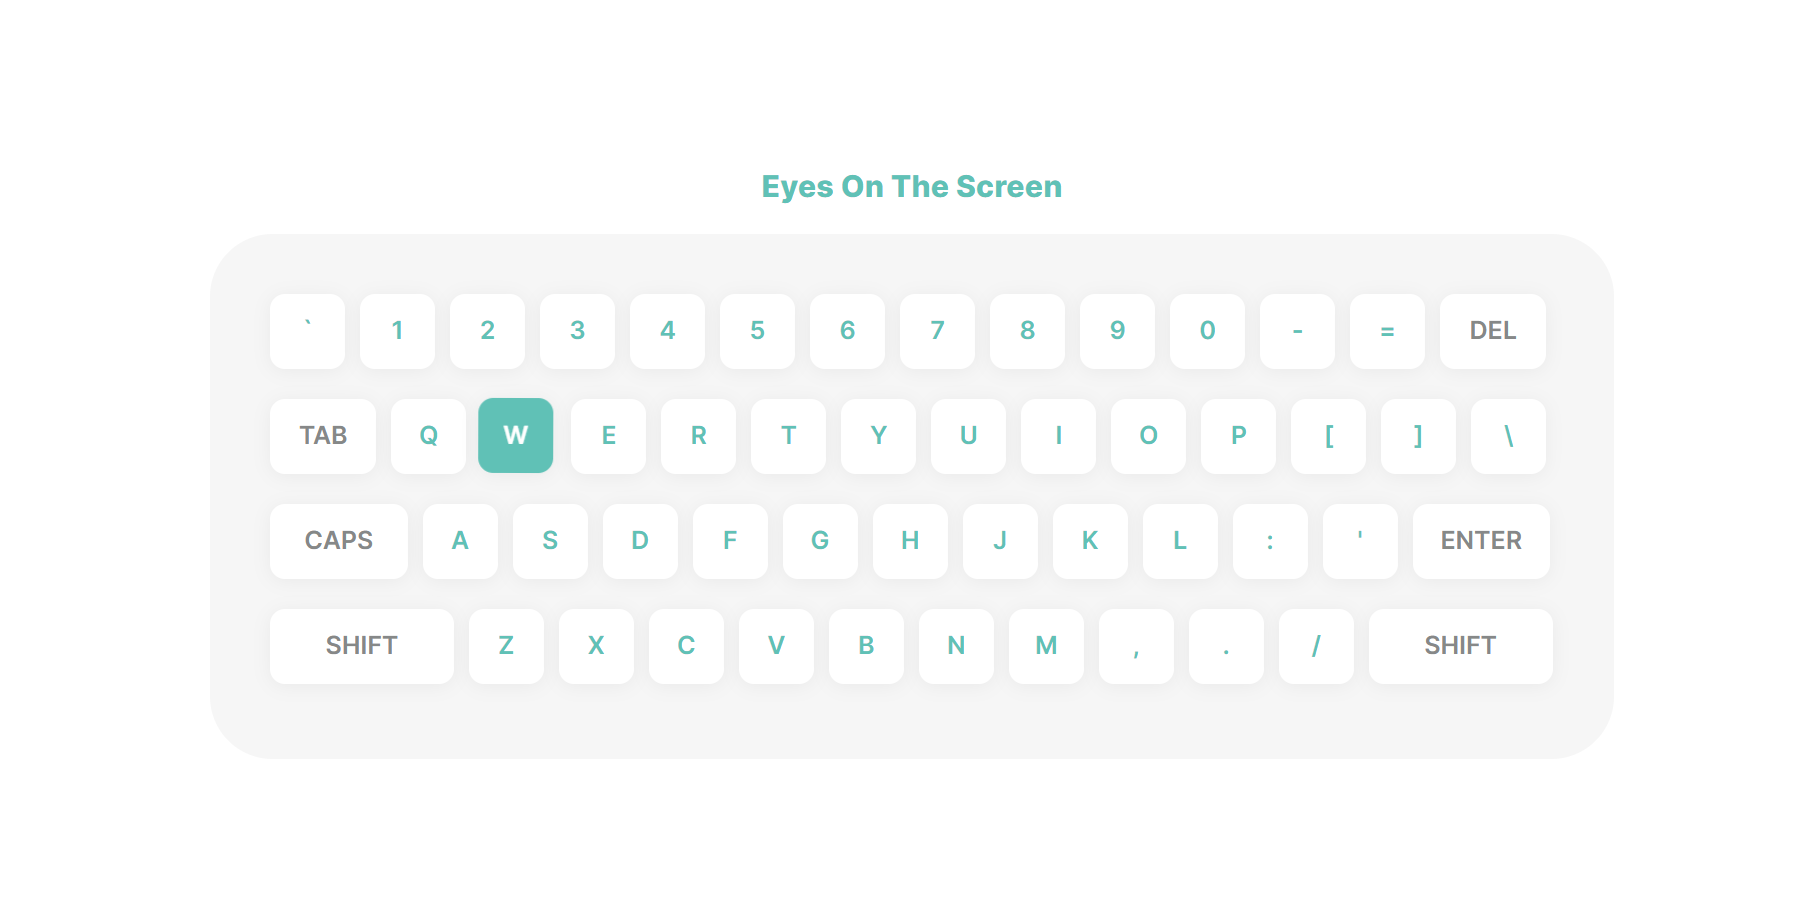 Eyes On The Screen
` 1 2 3 4 5 6 7 8 9 0 - = DEL
TAB Q W E R T Y U I O P [ ] \
CAPS A S D F G H J K L : ' ENTER
SHIFT Z X C V B N M , . / SHIFT